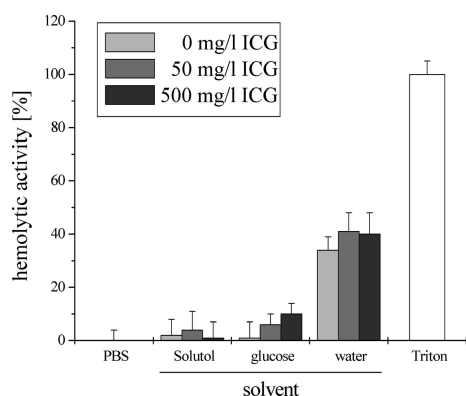 120
100
80
60
40
20
0
hemolytic activity [%]
0 mg/l ICG
50 mg/l ICG
500 mg/l ICG
PBS Solutol glucose water Triton
solvent